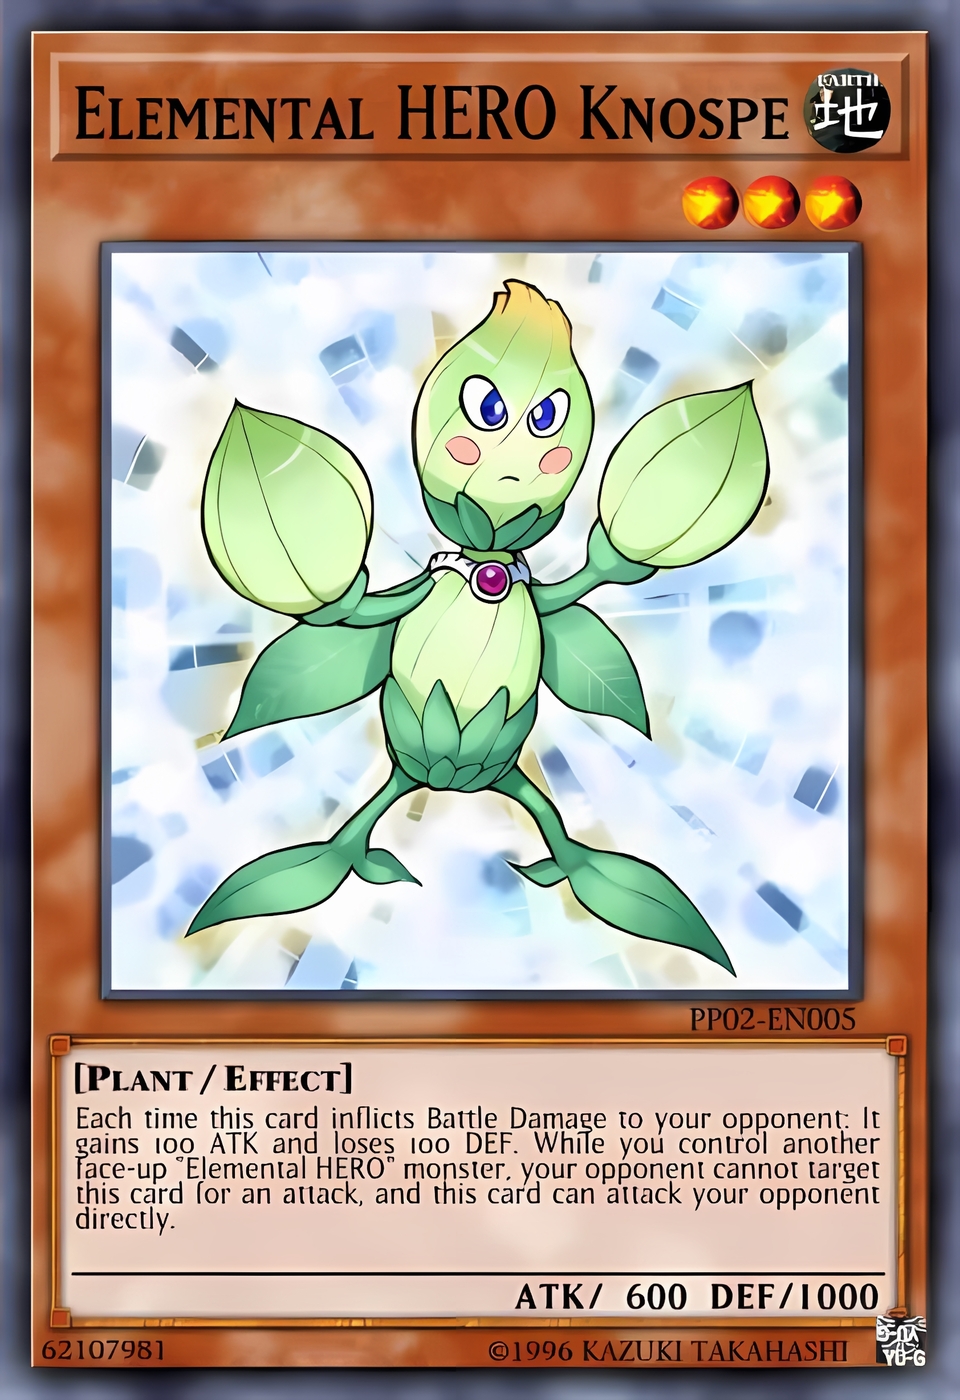 Elemental HERO Knospe
地
PP02-EN005
[Plant / Effect]
Each time this card inflicts Battle Damage to your opponent: It
gains 100 ATK and loses 100 DEF. While you control another
face-up "Elemental HERO" monster, your opponent cannot target
this card for an attack, and this card can attack your opponent
directly.
ATK/ 600 DEF/1000
62107981
©1996 KAZUKI TAKAHASHI